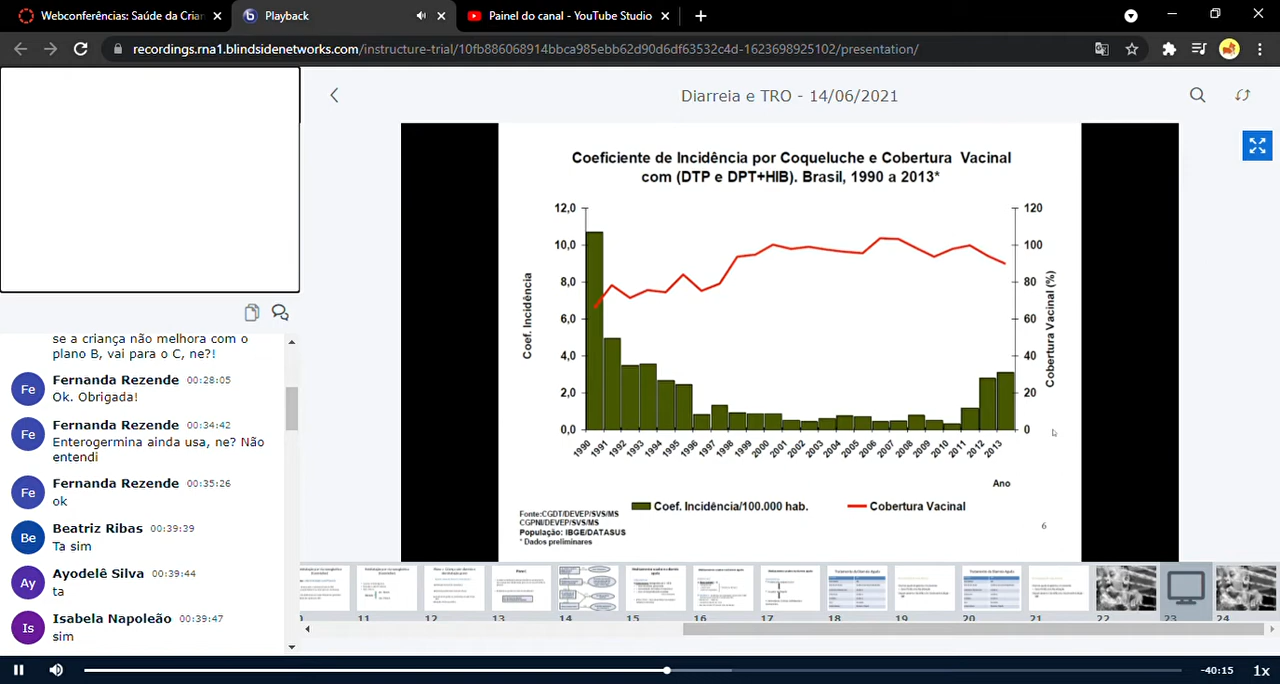 Webconferências: Saúde da Crian
Playback
Painel do canal - YouTube Studio
recordings.rna1.blindsidenetworks.com/instructure-trial/10fb886068914bbca985ebb62d90d6df63532c4d-1623698925102/presentation/
Diarreia e TRO - 14/06/2021
se a criança não melhora com o
plano B, vai para o C, ne?!
Fe
Fernanda Rezende 00:28:05
Ok. Obrigada!
Fe
Fernanda Rezende 00:34:42
Enterogermina ainda usa, ne? Não
entendi
Fe
Fernanda Rezende 00:35:26
ok
Be
Beatriz Ribas 00:39:39
Ta sim
Ay
Ayodelê Silva 00:39:44
ta
Is
Isabela Napoleão 00:39:47
sim
Coeficiente de Incidência por Coqueluche e Cobertura Vacinal
com (DTP e DPT+HIB). Brasil, 1990 a 2013*
Coef. Incidência
12,0
10,0
8,0
6,0
4,0
2,0
0,0
120
100
80
60
40
20
0
Cobertura Vacinal (%)
1990 1991 1992 1993 1994 1995 1996 1997 1998 1999 2000 2001 2002 2003 2004 2005 2006 2007 2008 2009 2010 2011 2012 2013
Ano
Coef. Incidência/100.000 hab.
Cobertura Vacinal
Fonte:CGDT/DEVEP/SVS/MS
CGPNI/DEVEP/SVS/MS
População: IBGE/DATASUS
* Dados preliminares
6
11 12 13 14 15 16 17 18 19 20 21 22 23 24
-40:15
1x